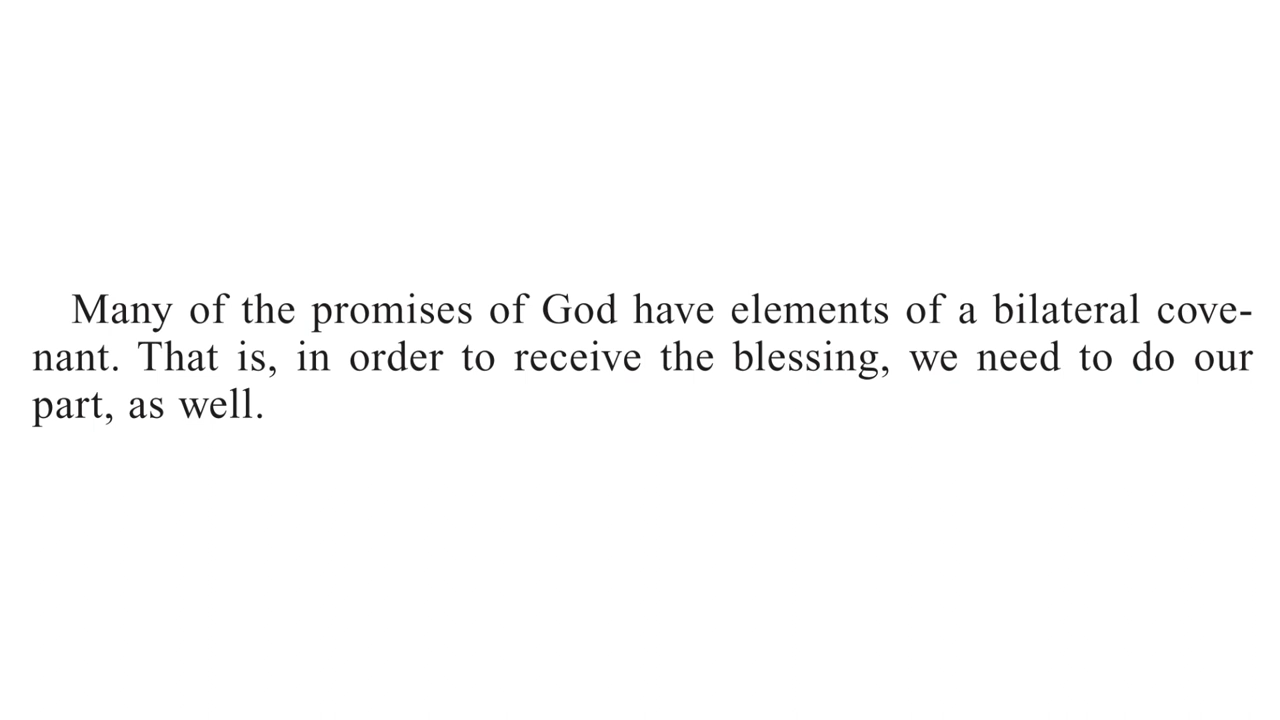 Many of the promises of God have elements of a bilateral cove-
nant. That is, in order to receive the blessing, we need to do our
part, as well.